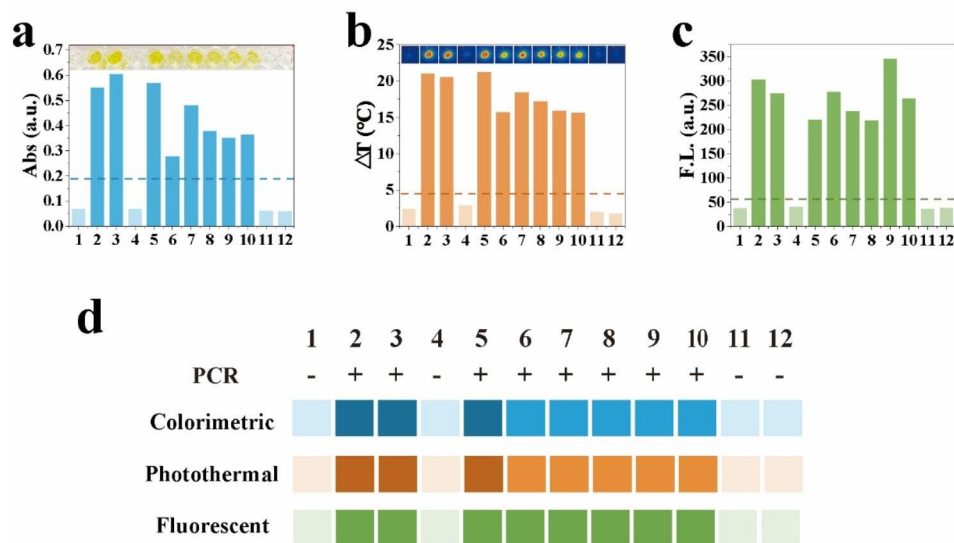 a
0.7
0.6
0.5
0.4
0.3
0.2
0.1
0.0
Abs (a.u.)
1 2 3 4 5 6 7 8 9 10 11 12
b
25
20
15
10
5
0
△T (℃)
1 2 3 4 5 6 7 8 9 10 11 12
c
350
300
250
200
150
100
50
0
F.L. (a.u.)
1 2 3 4 5 6 7 8 9 10 11 12
d
1 2 3 4 5 6 7 8 9 10 11 12
PCR - + + - + + + + + + - -
Colorimetric
Photothermal
Fluorescent